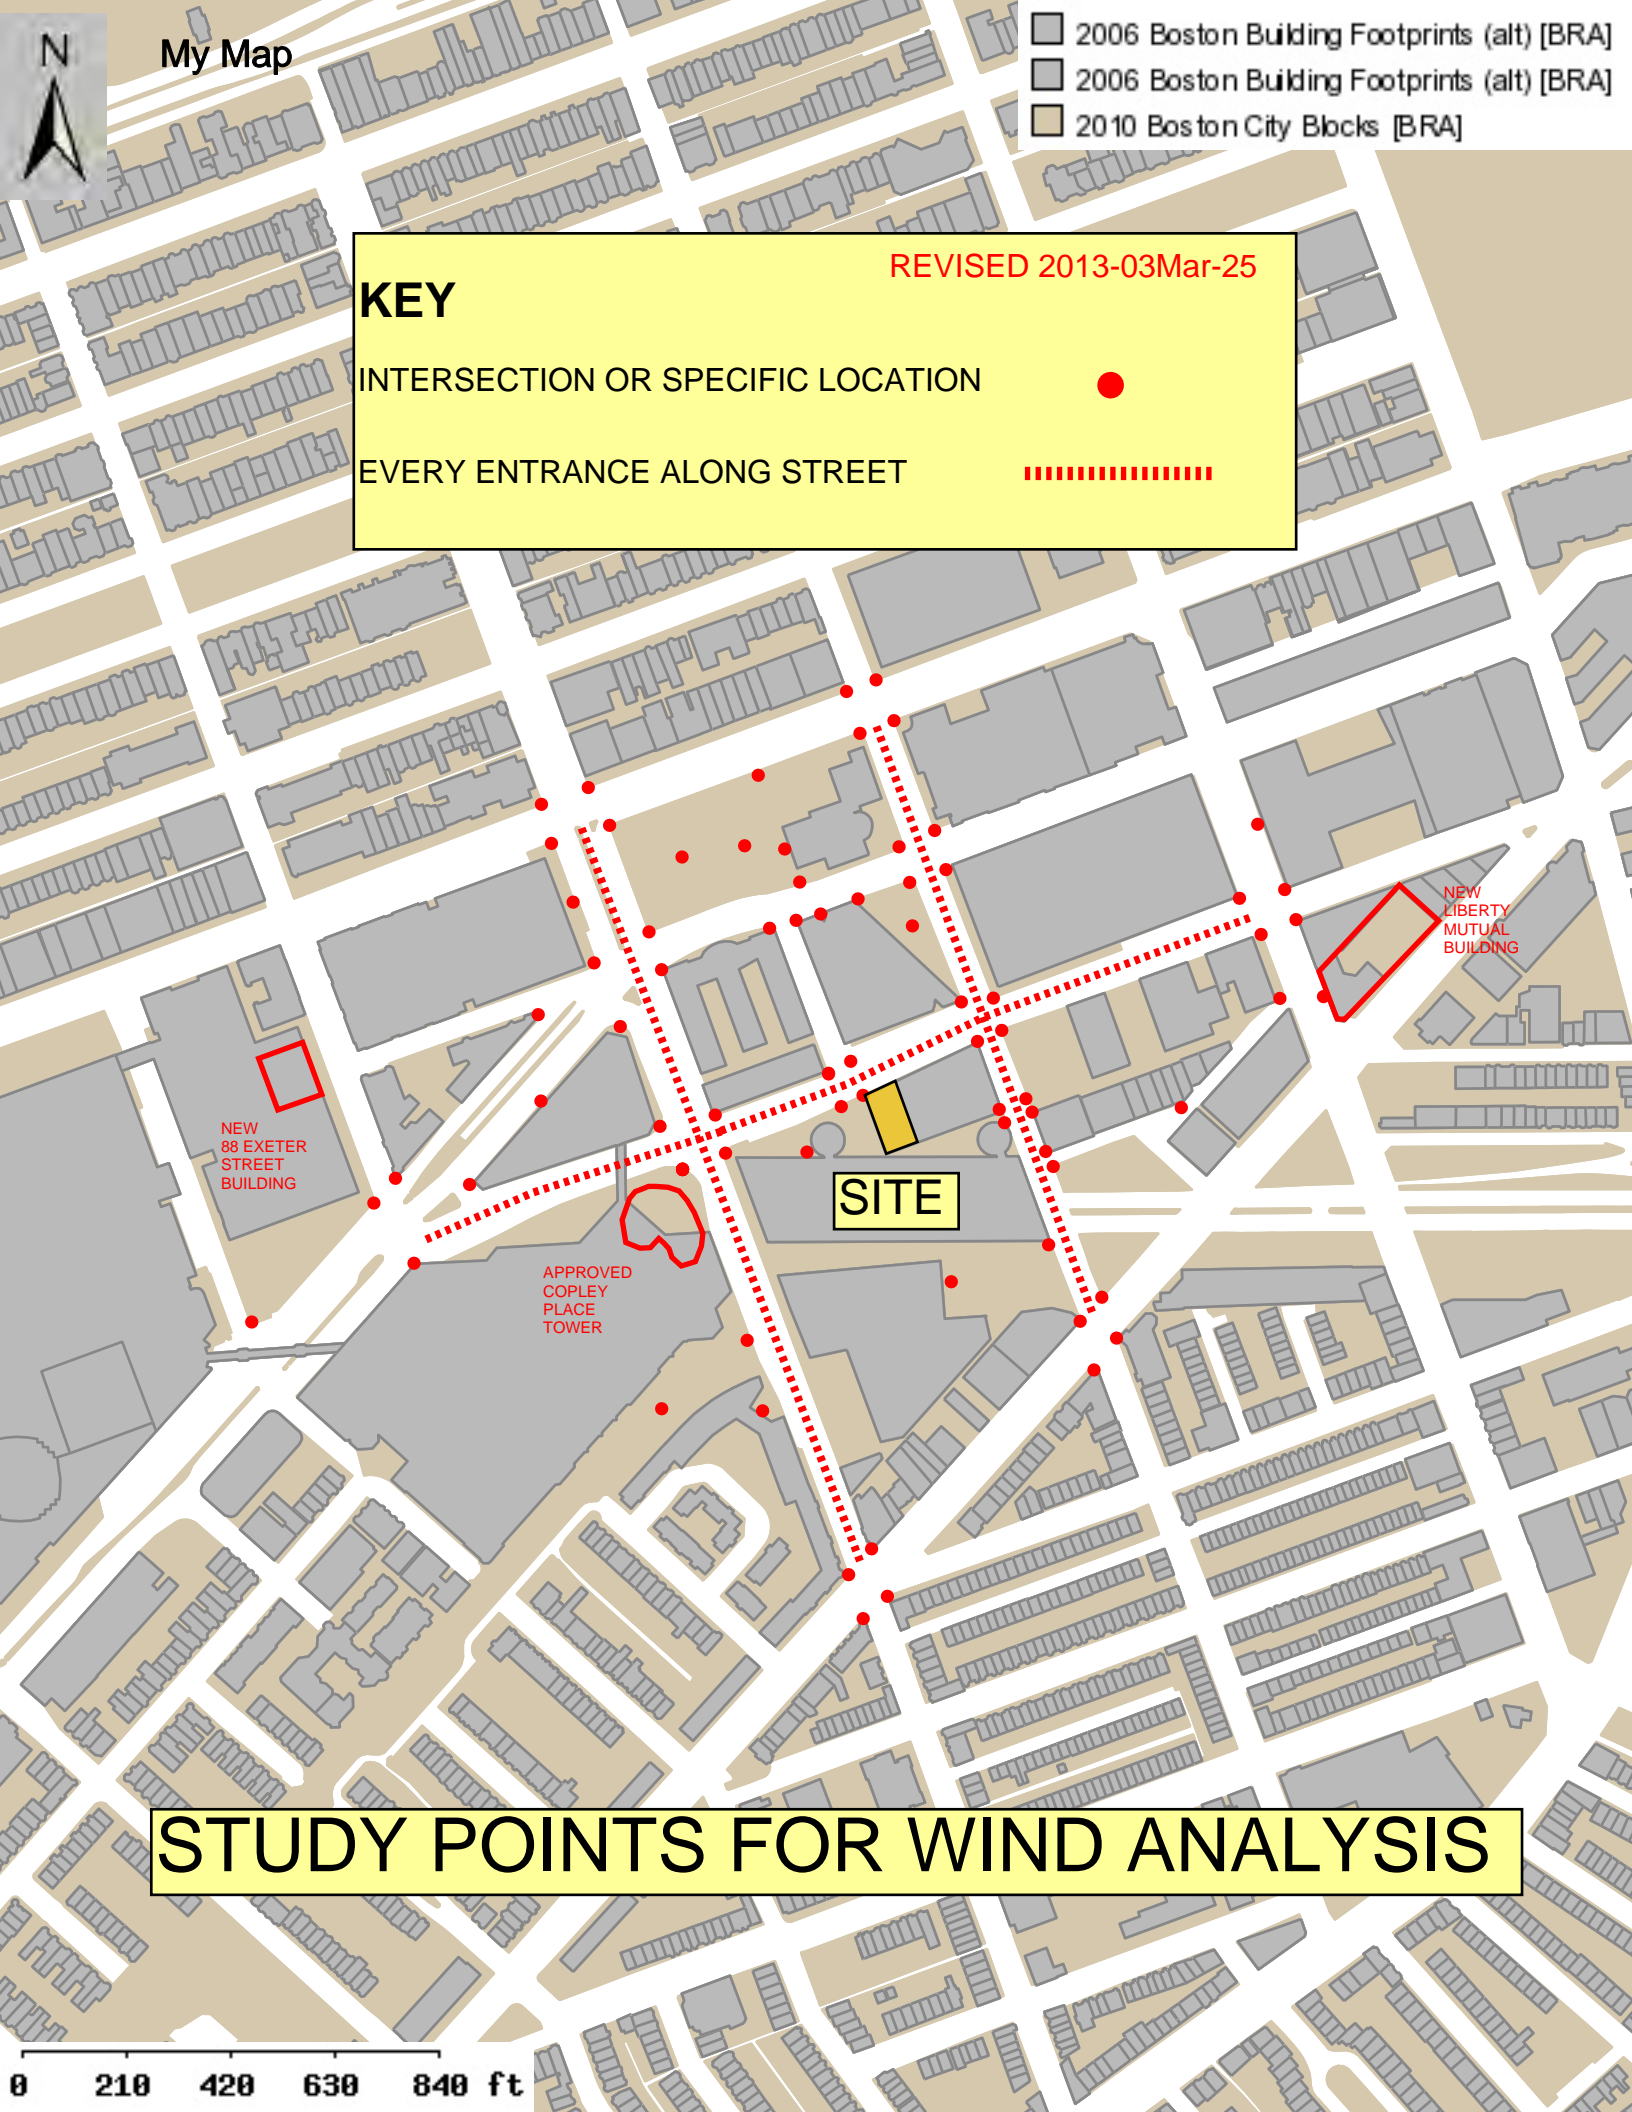 N
My Map
2006 Boston Building Footprints (alt) [BRA]
2006 Boston Building Footprints (alt) [BRA]
2010 Boston City Blocks [BRA]
REVISED 2013-03Mar-25
KEY
INTERSECTION OR SPECIFIC LOCATION
EVERY ENTRANCE ALONG STREET
NEW
LIBERTY
MUTUAL
BUILDING
NEW
88 EXETER
STREET
BUILDING
SITE
APPROVED
COPLEY
PLACE
TOWER
STUDY POINTS FOR WIND ANALYSIS
0 210 420 630 840 ft